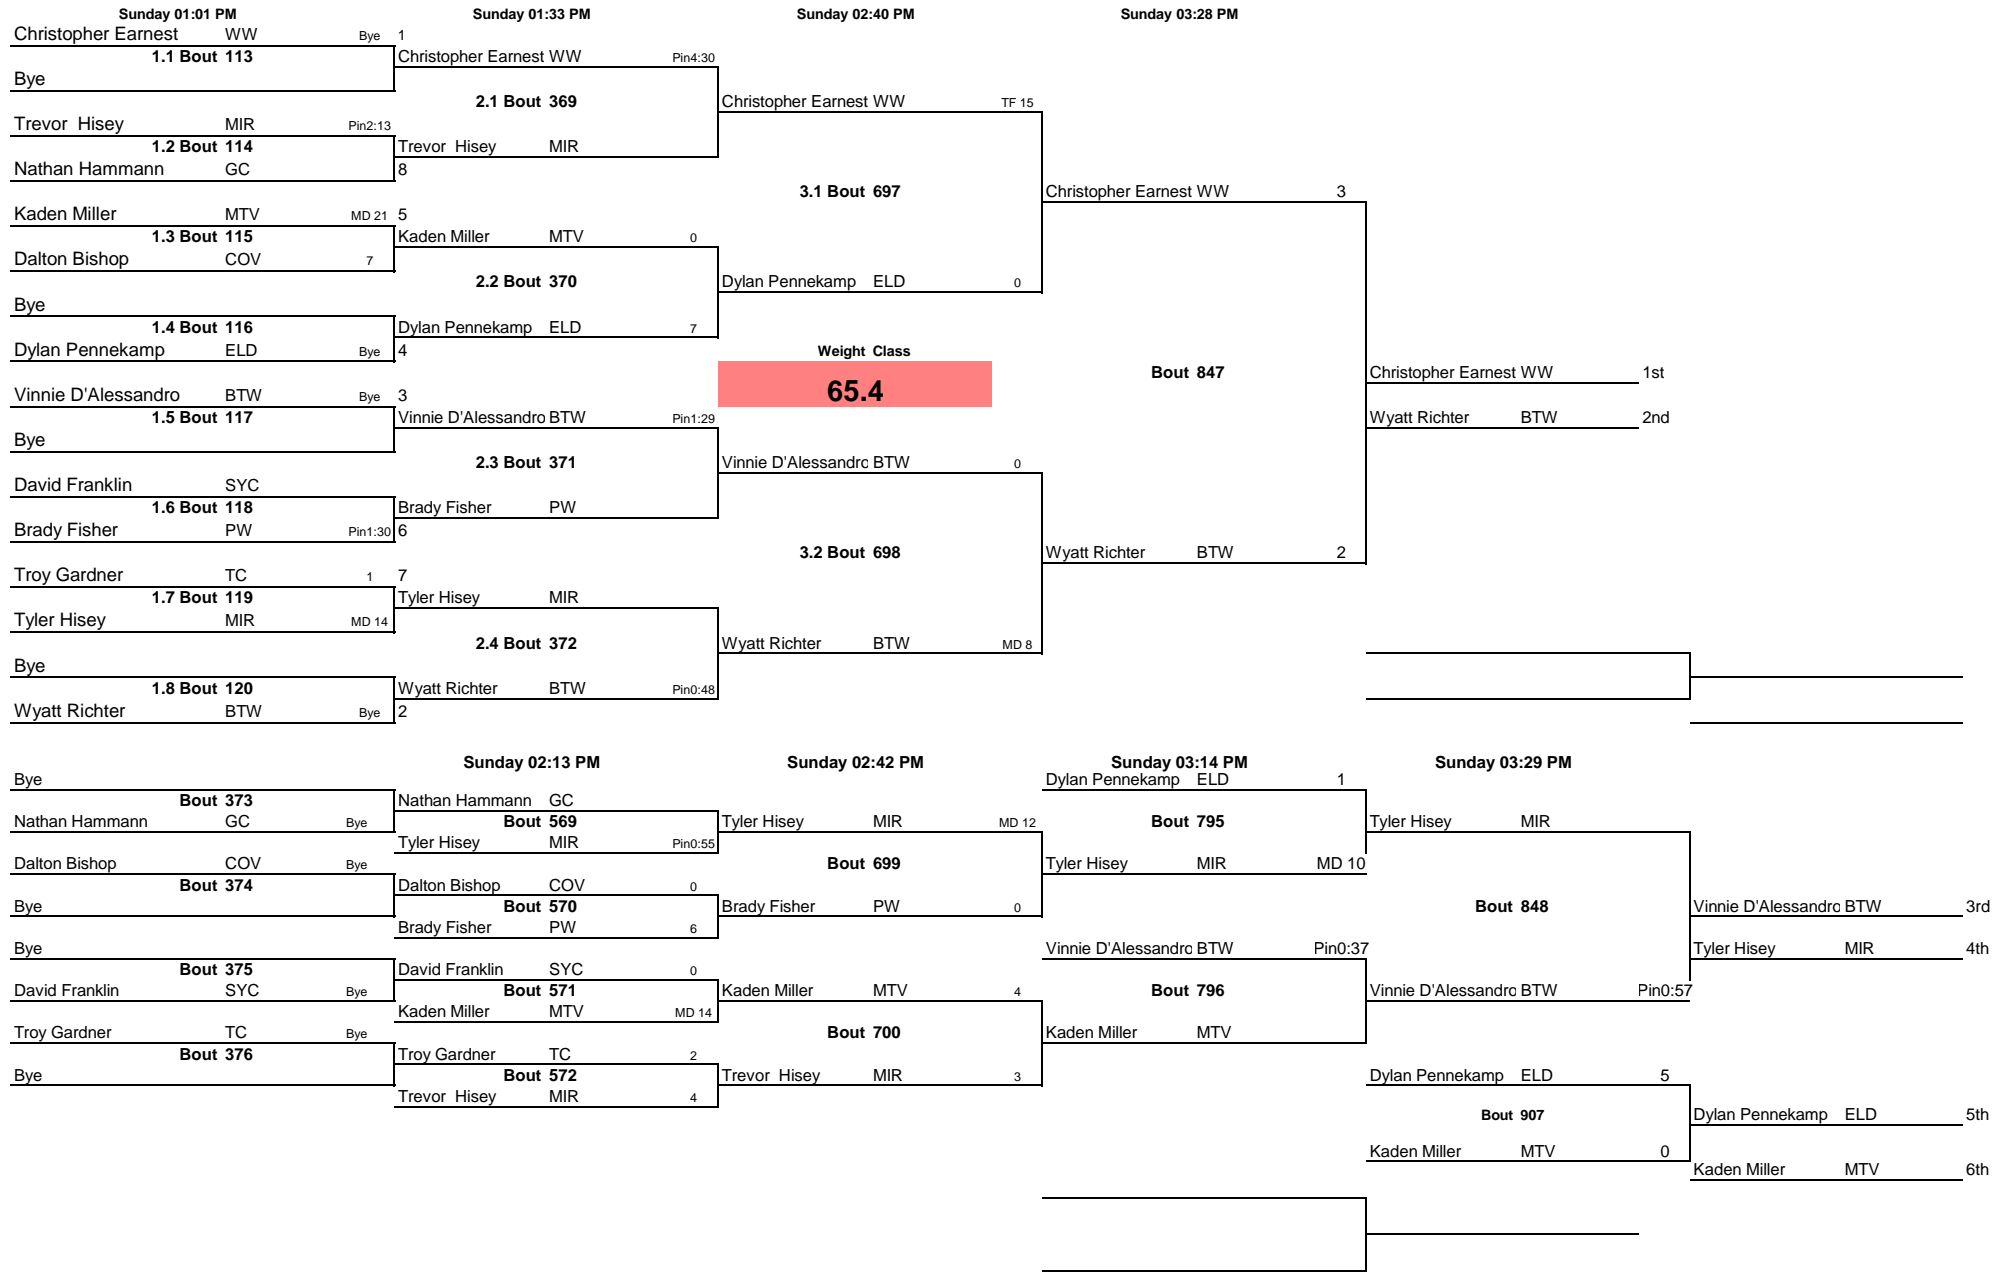 Sunday 01:01 PM Sunday 01:33 PM Sunday 02:40 PM Sunday 03:28 PM
Christopher Earnest WW Bye 1
1.1 Bout 113 Christopher Earnest WW Pin4:30
Bye
2.1 Bout 369 Christopher Earnest WW TF 15
Trevor Hisey MIR Pin2:13
1.2 Bout 114 Trevor Hisey MIR
Nathan Hammann GC 8
3.1 Bout 697 Christopher Earnest WW 3
Kaden Miller MTV MD 21 5
1.3 Bout 115 Kaden Miller MTV 0
Dalton Bishop COV 7
2.2 Bout 370 Dylan Pennekamp ELD 0
Bye
1.4 Bout 116 Dylan Pennekamp ELD 7
Dylan Pennekamp ELD Bye 4 Weight Class
Bout 847 Christopher Earnest WW 1st
65.4
Vinnie D'Alessandro BTW Bye 3
1.5 Bout 117 Vinnie D'Alessandro BTW Pin1:29 Wyatt Richter BTW 2nd
Bye
2.3 Bout 371 Vinnie D'Alessandro BTW 0
David Franklin SYC
1.6 Bout 118 Brady Fisher PW
Brady Fisher PW Pin1:30 6
3.2 Bout 698 Wyatt Richter BTW 2
Troy Gardner TC 1 7
1.7 Bout 119 Tyler Hisey MIR
Tyler Hisey MIR MD 14
2.4 Bout 372 Wyatt Richter BTW MD 8
Bye
1.8 Bout 120 Wyatt Richter BTW Pin0:48
Wyatt Richter BTW Bye 2
Sunday 02:13 PM Sunday 02:42 PM Sunday 03:14 PM Sunday 03:29 PM
Bye Dylan Pennekamp ELD 1
Bout 373 Nathan Hammann GC
Nathan Hammann GC Bye Bout 569 Tyler Hisey MIR MD 12 Bout 795 Tyler Hisey MIR
Tyler Hisey MIR Pin0:55
Dalton Bishop COV Bye Bout 699 Tyler Hisey MIR MD 10
Bout 374 Dalton Bishop COV 0
Bye Bout 570 Brady Fisher PW 0 Bout 848 Vinnie D'Alessandro BTW 3rd
Brady Fisher PW 6
Bye Vinnie D'Alessandro BTW Pin0:37 Tyler Hisey MIR 4th
Bout 375 David Franklin SYC 0
David Franklin SYC Bye Bout 571 Kaden Miller MTV 4 Bout 796 Vinnie D'Alessandro BTW Pin0:57
Kaden Miller MTV MD 14
Troy Gardner TC Bye Bout 700 Kaden Miller MTV
Bout 376 Troy Gardner TC 2
Bye Bout 572 Trevor Hisey MIR 3 Dylan Pennekamp ELD 5
Trevor Hisey MIR 4
Bout 907 Dylan Pennekamp ELD 5th
Kaden Miller MTV 0
Kaden Miller MTV 6th